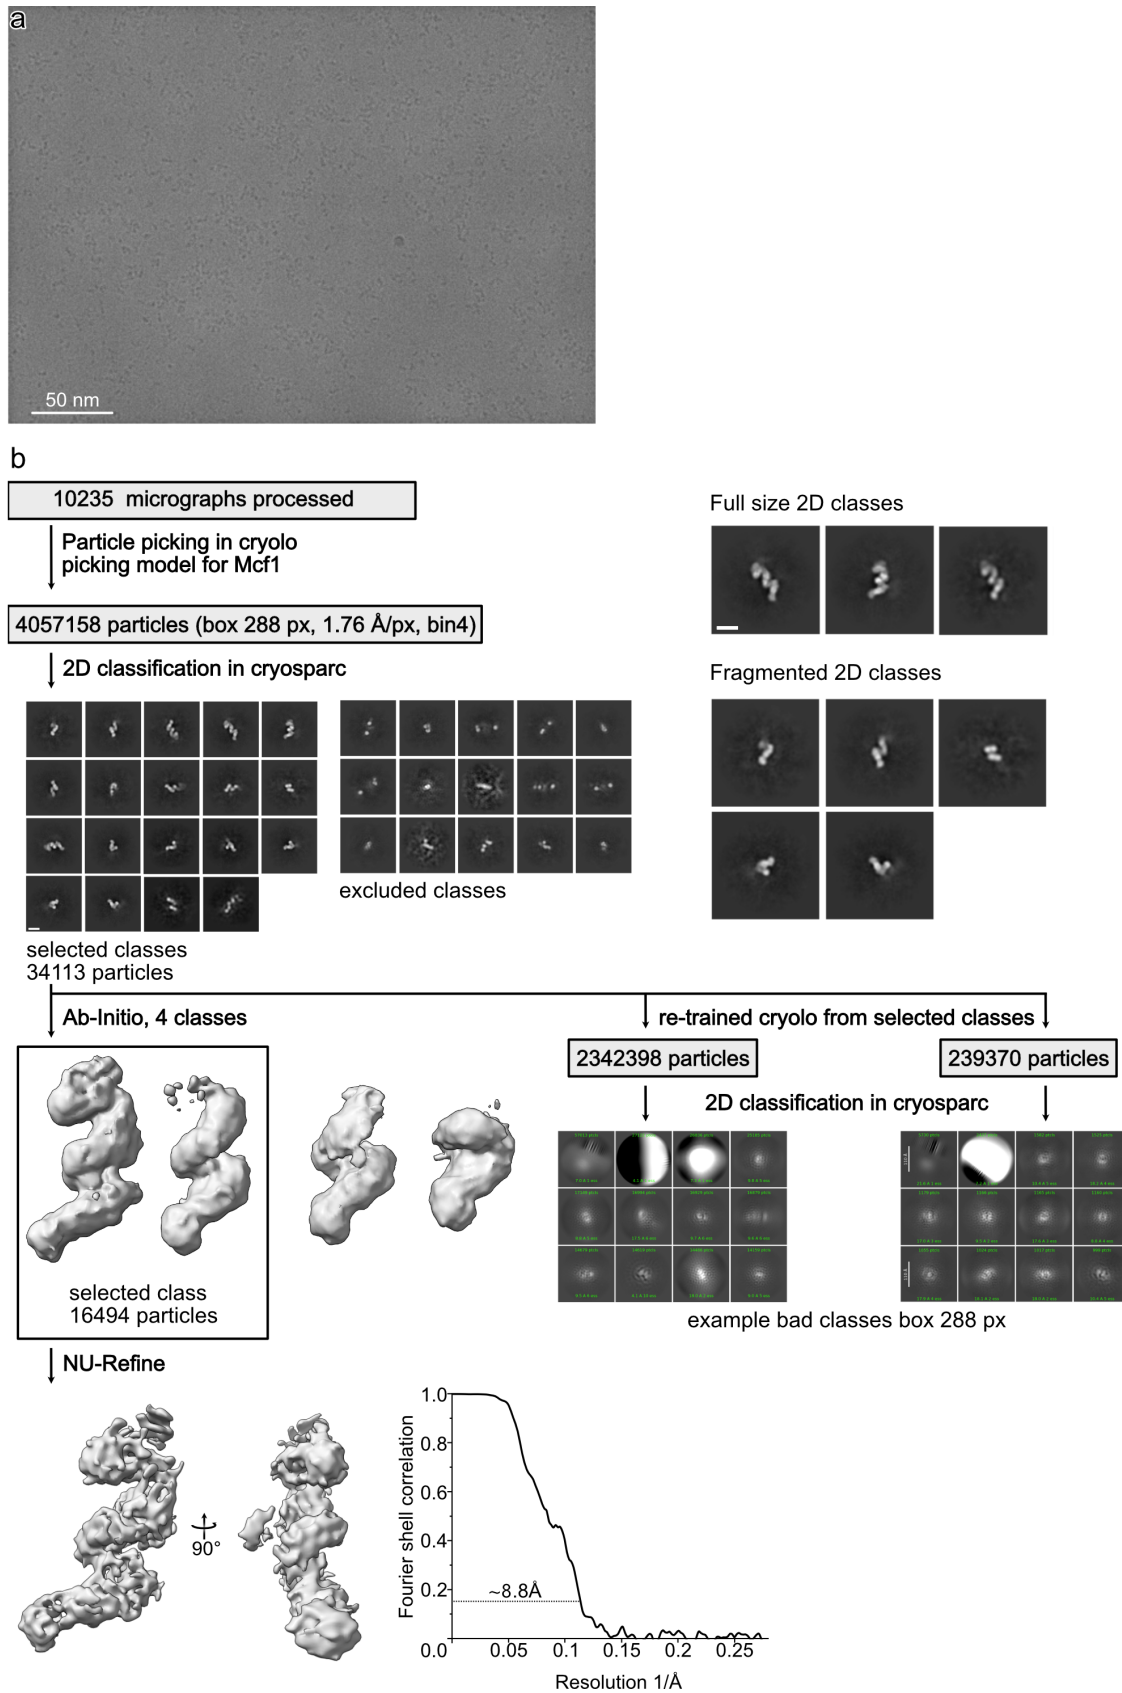 a
50 nm
b
10235 micrographs processed
Particle picking in cryolo
picking model for Mcf1
4057158 particles (box 288 px, 1.76 Å/px, bin4)
2D classification in cryosparc
excluded classes
selected classes
34113 particles
Full size 2D classes
Fragmented 2D classes
Ab-Initio, 4 classes
re-trained cryolo from selected classes
2342398 particles
239370 particles
2D classification in cryosparc
example bad classes box 288 px
selected class
16494 particles
NU-Refine
90°
Fourier shell correlation
1.0
0.8
0.6
0.4
0.2
0.0
~8.8Å
0.05
0.1
0.15
0.2
0.25
Resolution 1/Å